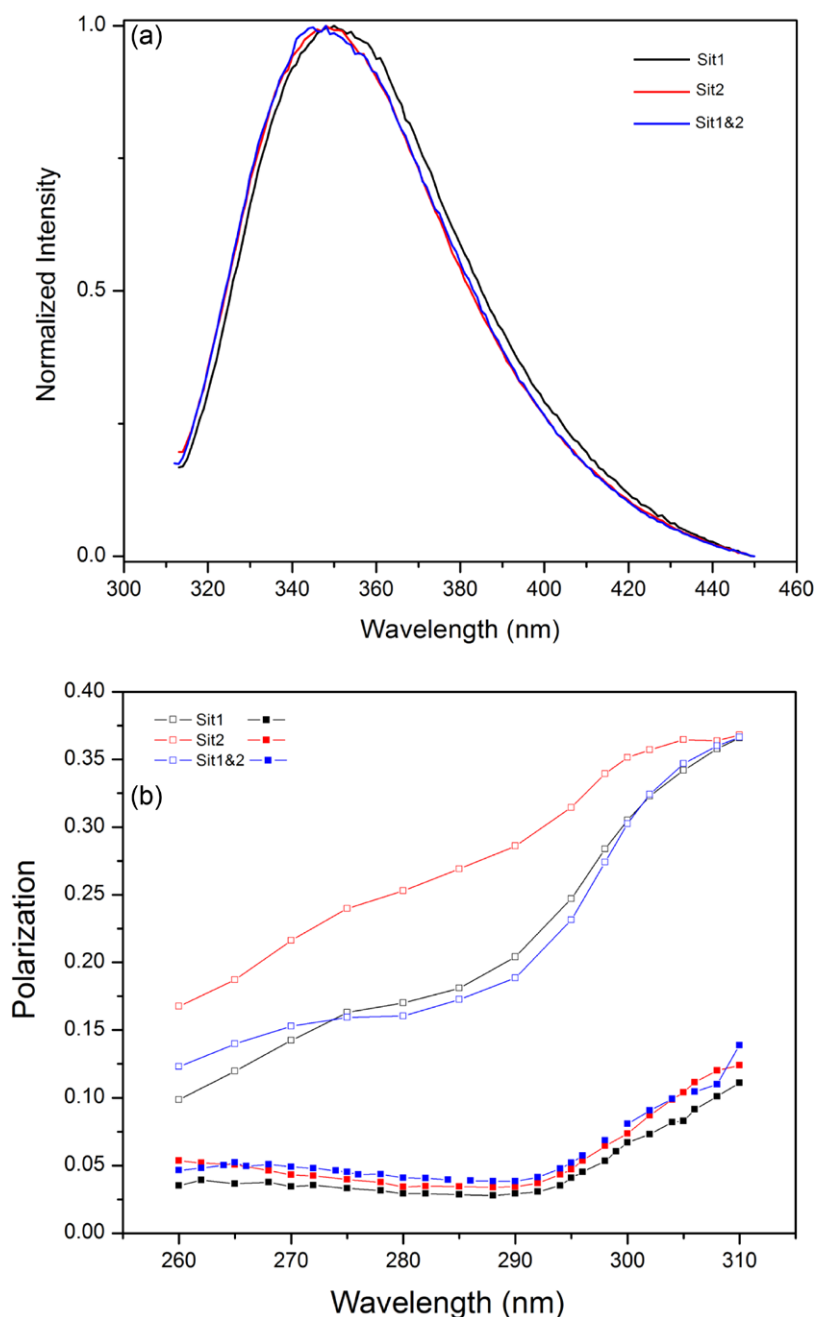 (a)
1.0
0.5
0.0
Normalized Intensity
Sit1
Sit2
Sit1&2
300 320 340 360 380 400 420 440 460
Wavelength (nm)
(b)
0.40
0.35
0.30
0.25
0.20
0.15
0.10
0.05
0.00
Polarization
Sit1
Sit2
Sit1&2
260 270 280 290 300 310
Wavelength (nm)